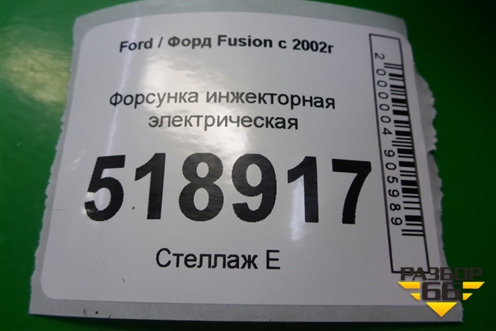 Ford / Форд Fusion с 2002г
Форсунка инжекторная
электрическая
518917
Стеллаж Е
2000004905989
РАЗБОР
66